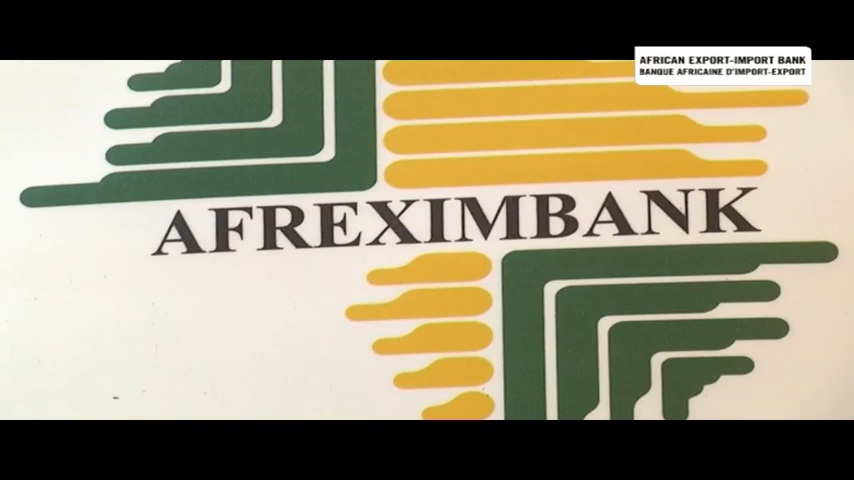 AFRICAN EXPORT-IMPORT BANK
BANQUE AFRICAINE D'IMPORT-EXPORT
AFREXIMBANK